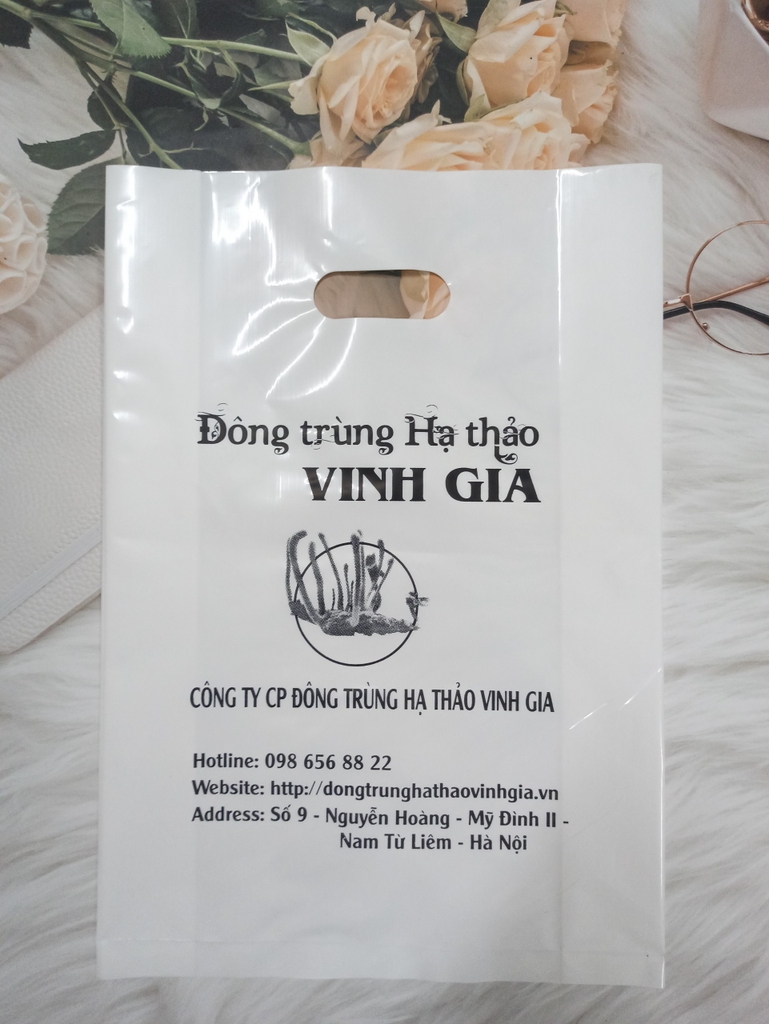 Đông trùng Hạ thảo
VINH GIA
CÔNG TY CP ĐÔNG TRÙNG HẠ THẢO VINH GIA
Hotline: 098 656 88 22
Website: http://dongtrunghathaovinhgia.vn
Address: Số 9 - Nguyễn Hoàng - Mỹ Đình II -
Nam Từ Liêm - Hà Nội